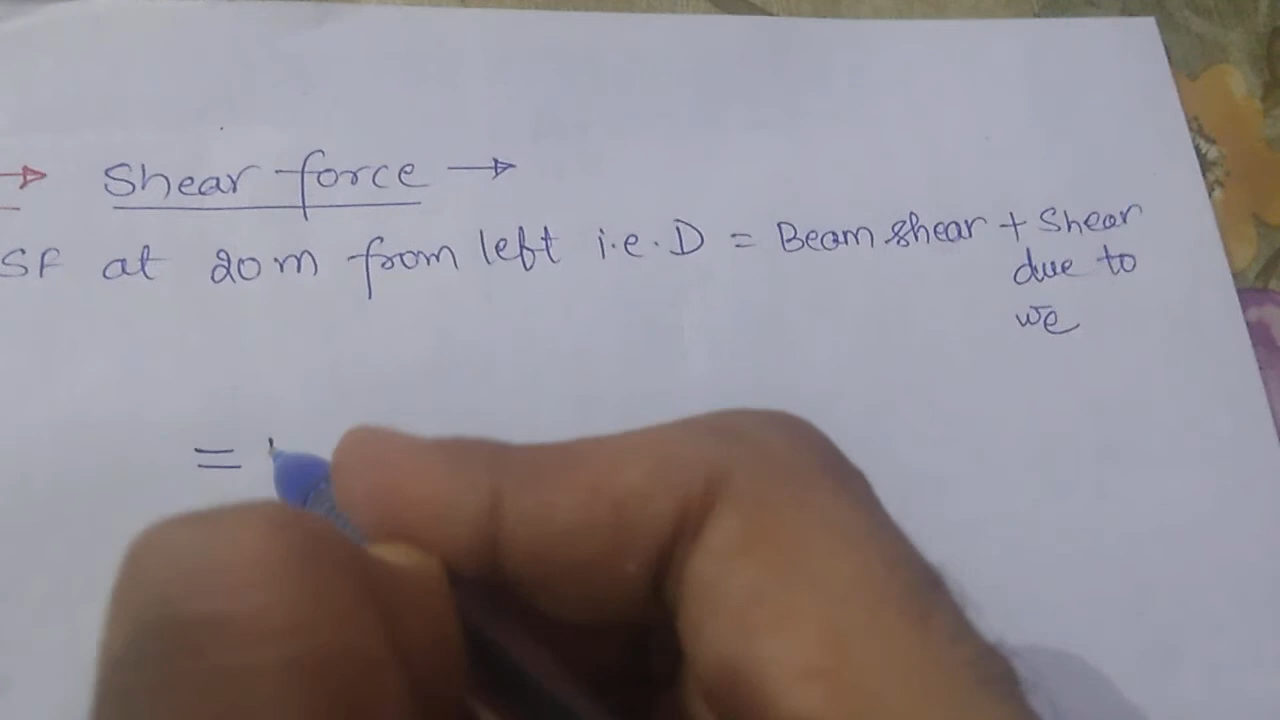 → Shear force →
SF at 20m from left i.e. D = Beam shear + Shear
due to
we
=